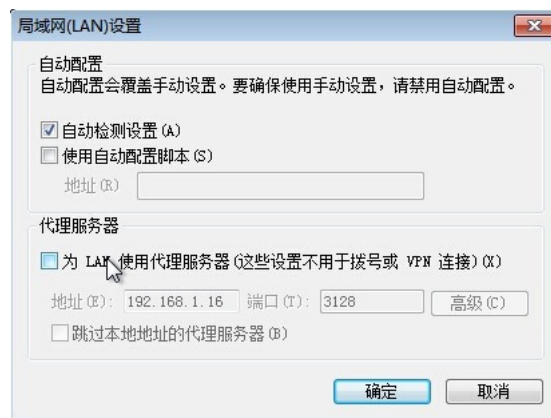 局域网(LAN)设置
自动配置
自动配置会覆盖手动设置。要确保使用手动设置，请禁用自动配置。
自动检测设置(A)
使用自动配置脚本(S)
地址(R)
代理服务器
为 LAN 使用代理服务器(这些设置不用于拨号或 VPN 连接)(X)
地址(E): 192.168.1.16 端口(T): 3128 高级(C)
跳过本地地址的代理服务器(B)
确定 取消